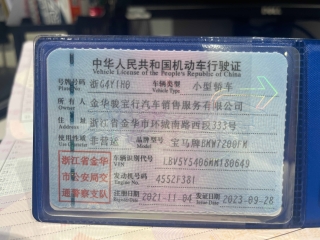 中华人民共和国机动车行驶证
Vehicle License of the People's Republic of China
号牌号码 浙G4Y1H0 车辆类型 小型轿车
Plate No. Vehicle Type
所有人 金华骏宝行汽车销售服务有限公司
Owner
住址 浙江省金华市环城南路西段333号
Address
使用性质 非营运 品牌型号 宝马牌BMW7200FM
Use Character Model
浙江省金华
市公安局交
通警察支队
车辆识别代号 LBV5Y5406MMJ80649
VIN
发动机号码 4552F381
Engine No.
注册日期 2021-11-04 发证日期 2023-09-28
Register Date Issue Date